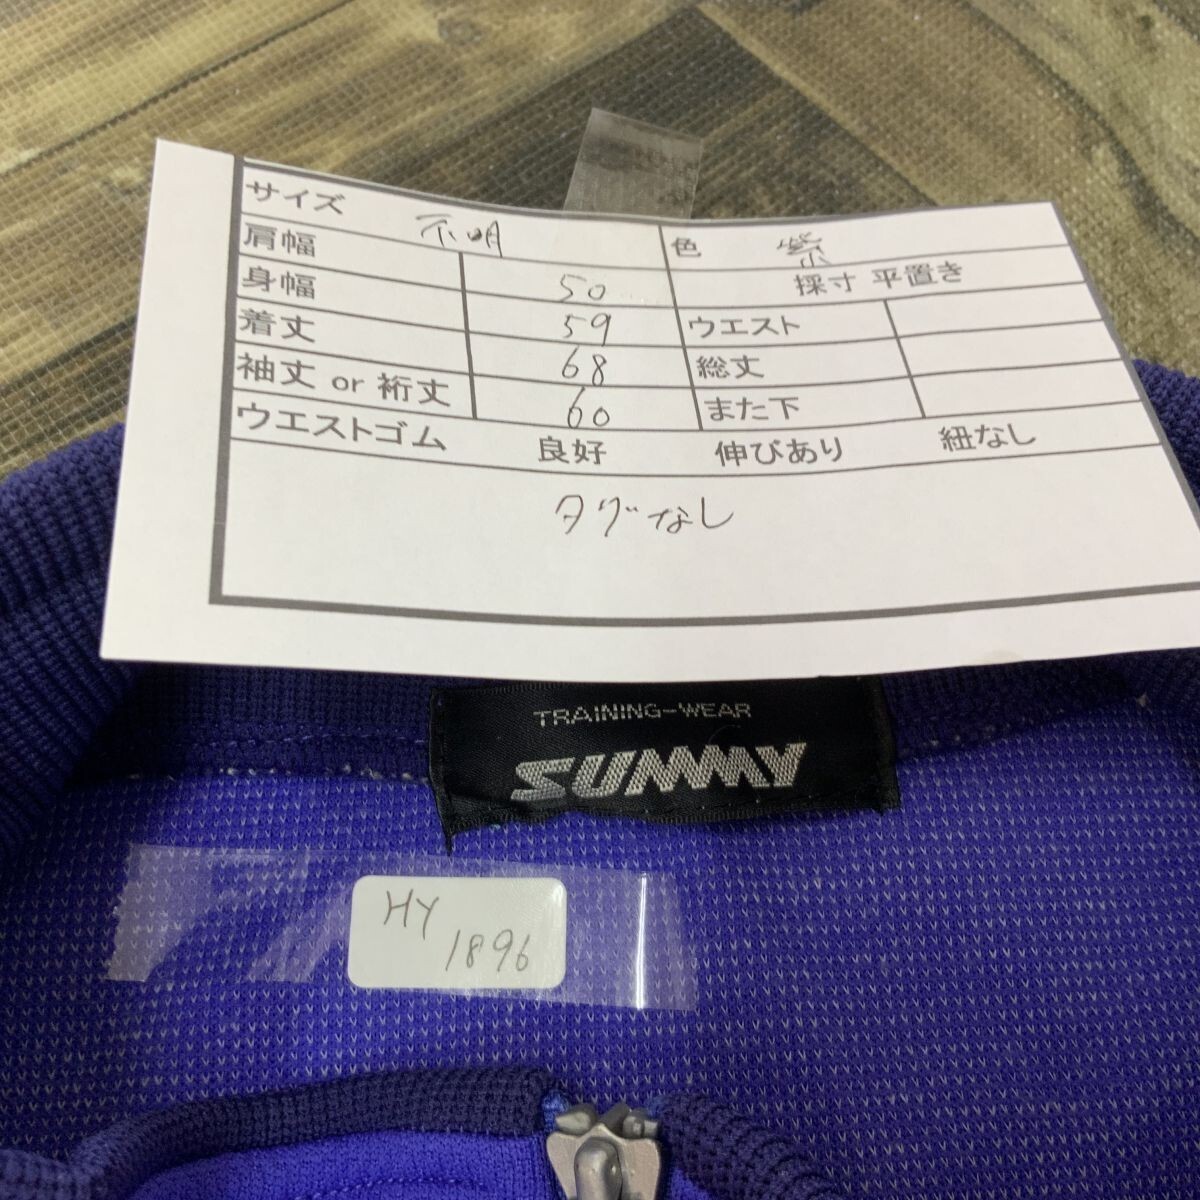 サイズ 不明 色 紫
肩幅 50 採寸 平置き
身幅 59 ウエスト
着丈 68 総丈
袖丈 or 裄丈 60 また下
ウエストゴム 良好 伸びあり 紐なし
タグなし
TRAINING-WEAR
SUMMY
HY
1896